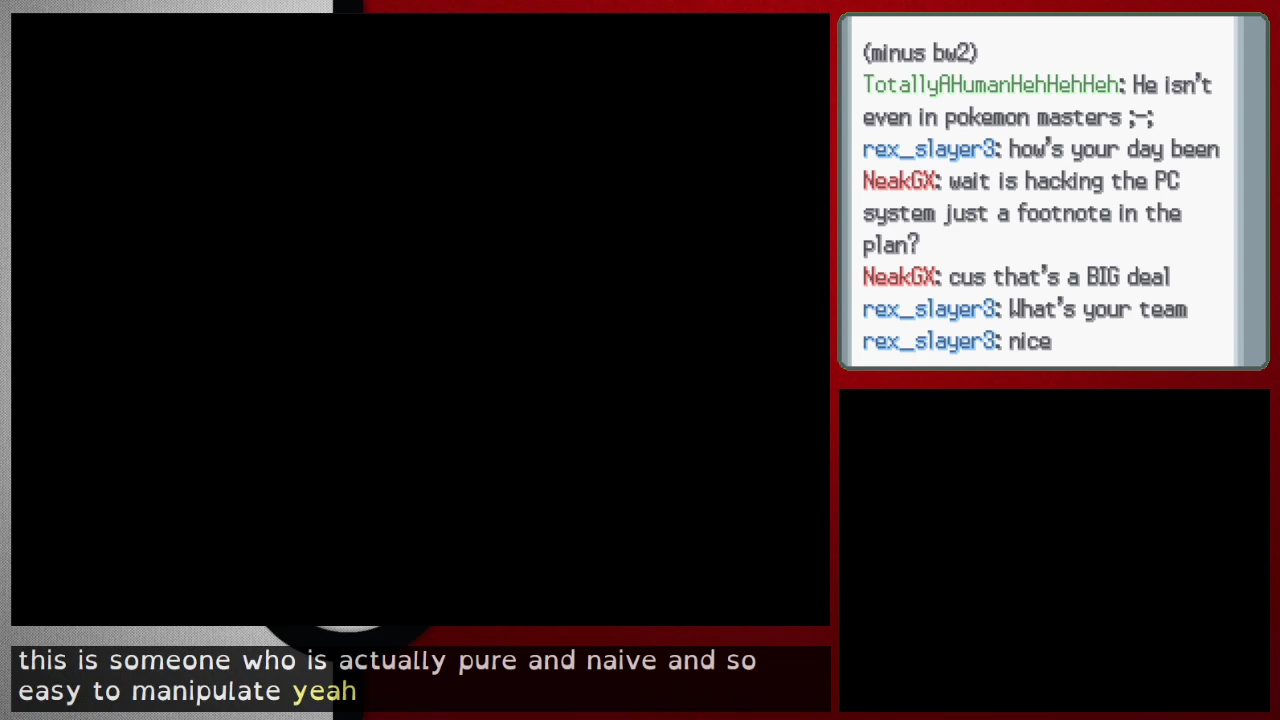 (minus bw2)
TotallyAHumanHehHehHeh: He isn't
even in pokemon masters ;-;
rex_slayer3: how's your day been
NeakGX: wait is hacking the PC
system just a footnote in the
plan?
NeakGX: cus that's a BIG deal
rex_slayer3: What's your team
rex_slayer3: nice
this is someone who is actually pure and naive and so
easy to manipulate yeah